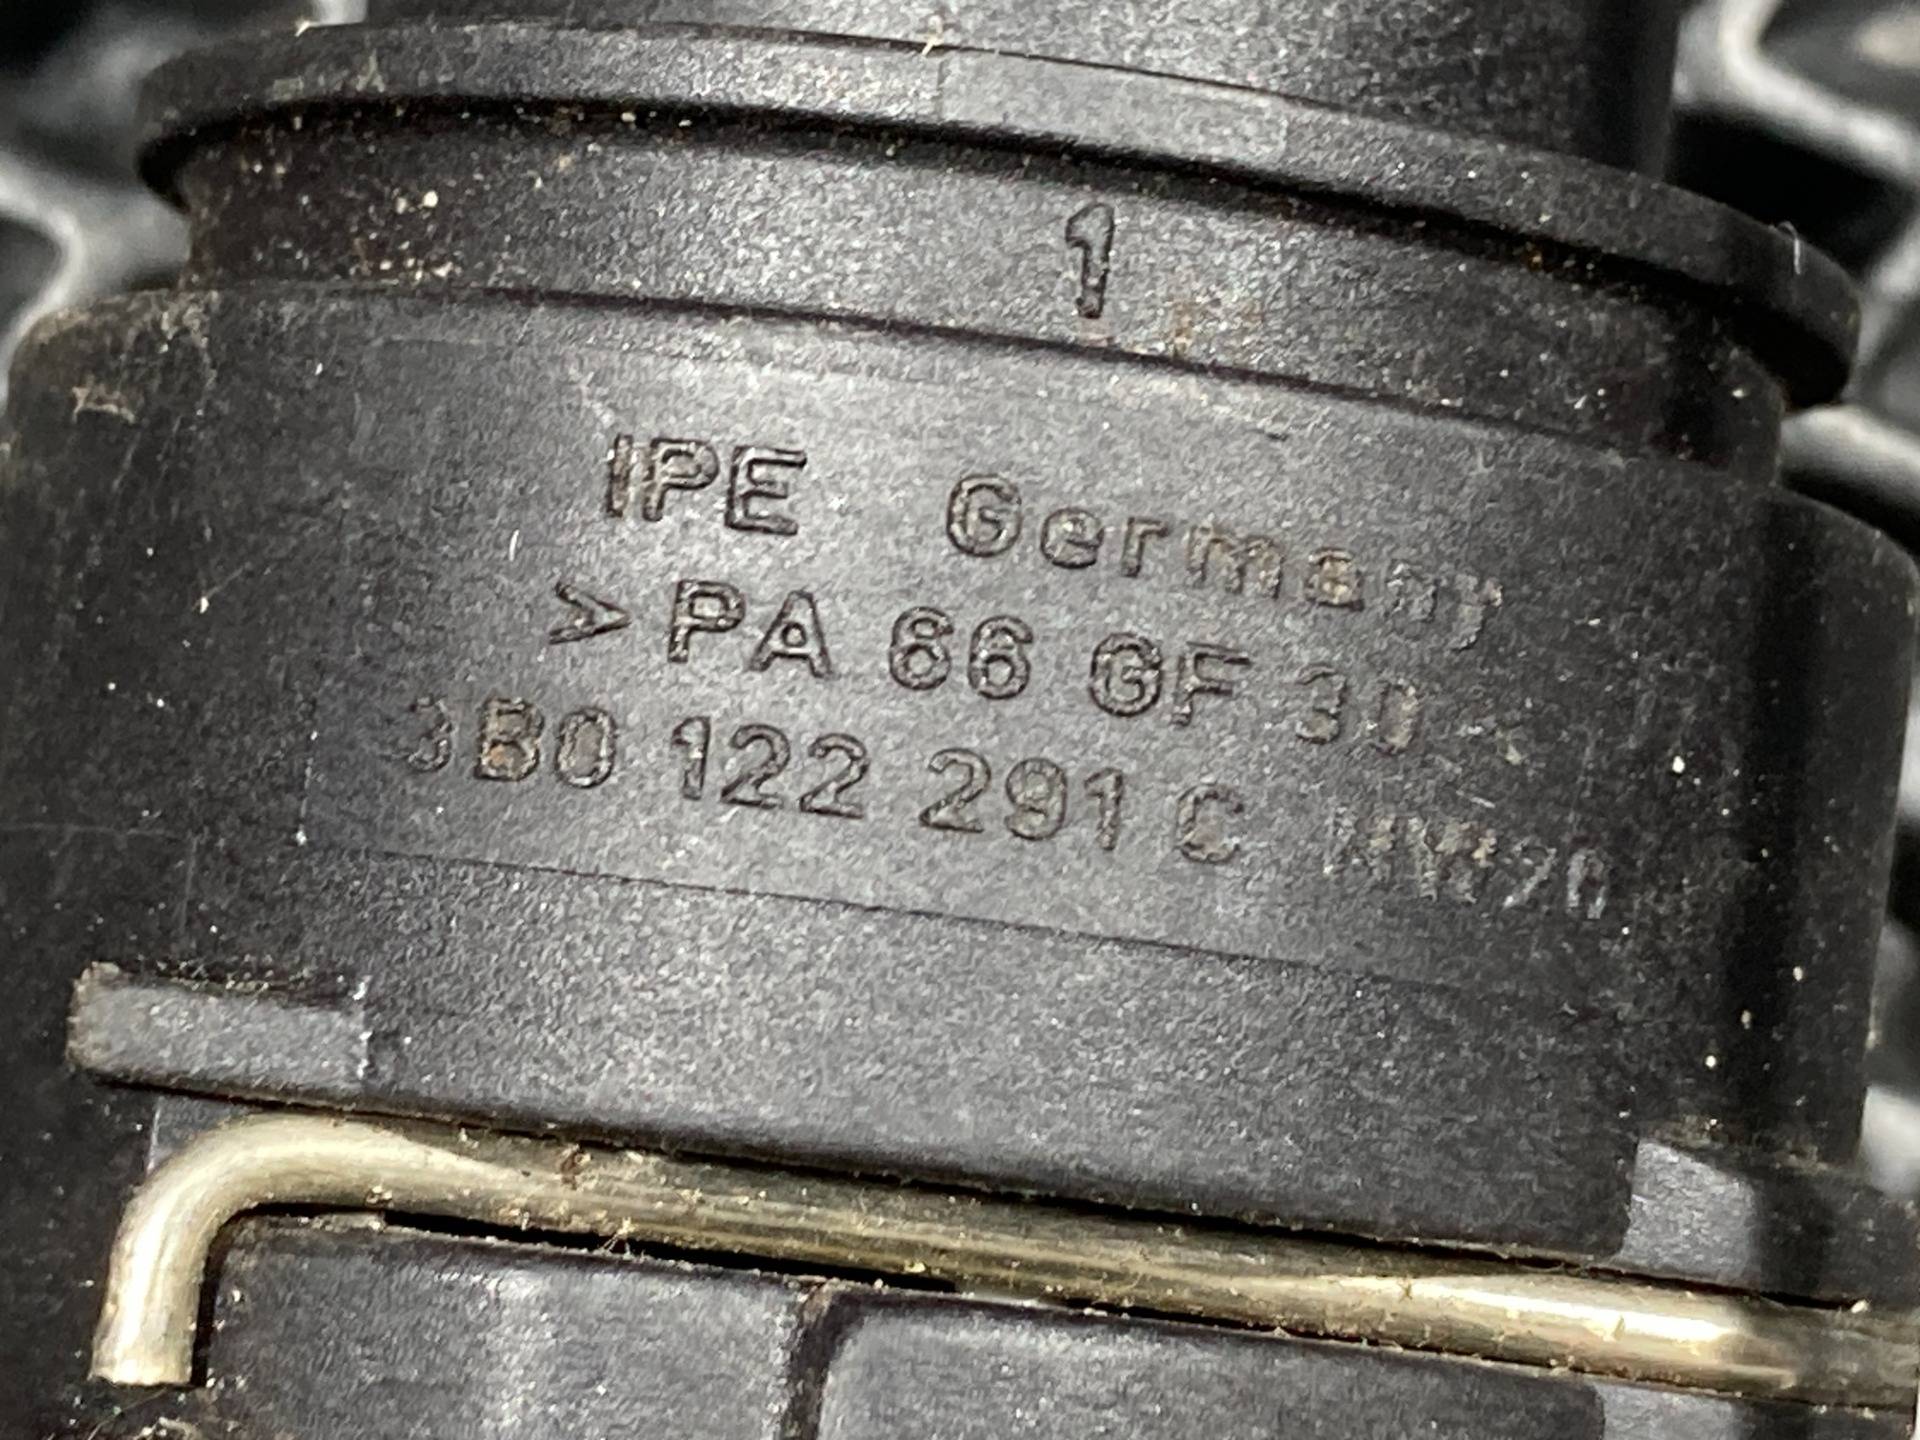 1
IPE Germany
>PA 66 GF 30
3B0 122 291 C